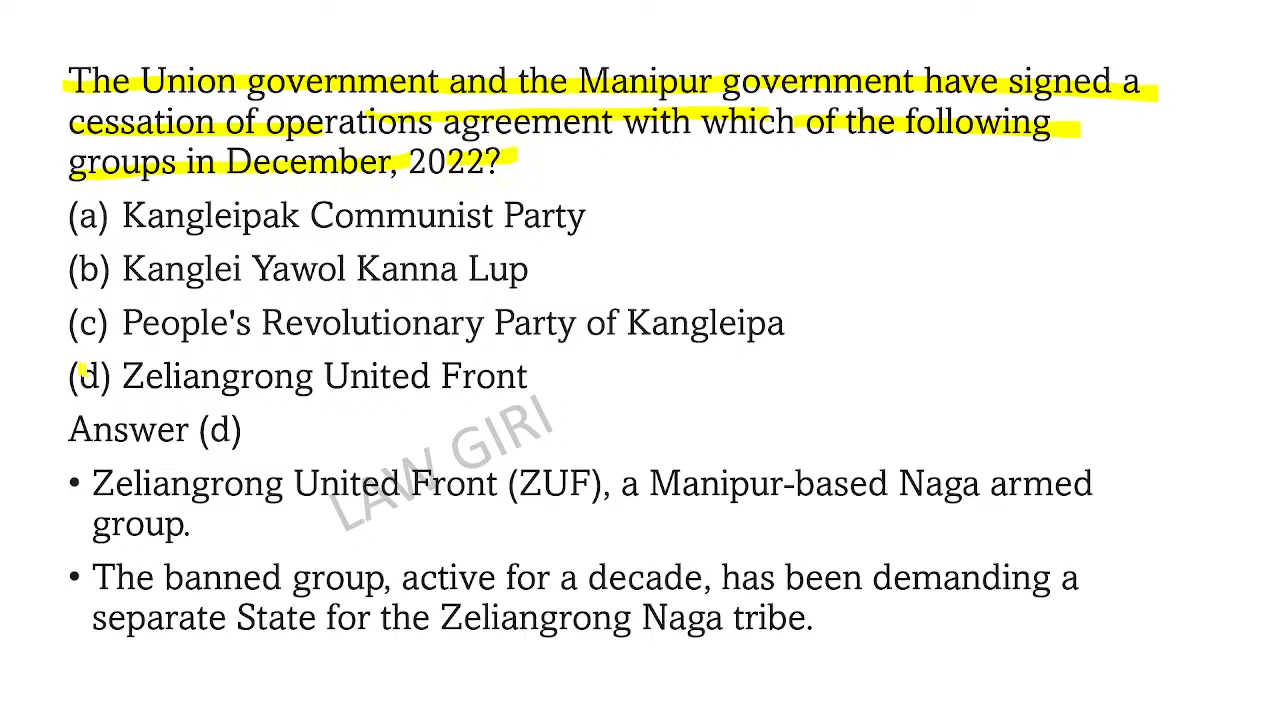 The Union government and the Manipur government have signed a
cessation of operations agreement with which of the following
groups in December, 2022?
(a) Kangleipak Communist Party
(b) Kanglei Yawol Kanna Lup
(c) People's Revolutionary Party of Kangleipa
(d) Zeliangrong United Front
Answer (d)
• Zeliangrong United Front (ZUF), a Manipur-based Naga armed
group.
• The banned group, active for a decade, has been demanding a
separate State for the Zeliangrong Naga tribe.
LAW GIRI